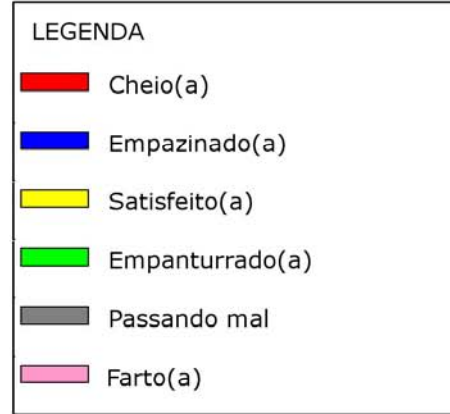 LEGENDA
Cheio(a)
Empazinado(a)
Satisfeito(a)
Empanturrado(a)
Passando mal
Farto(a)